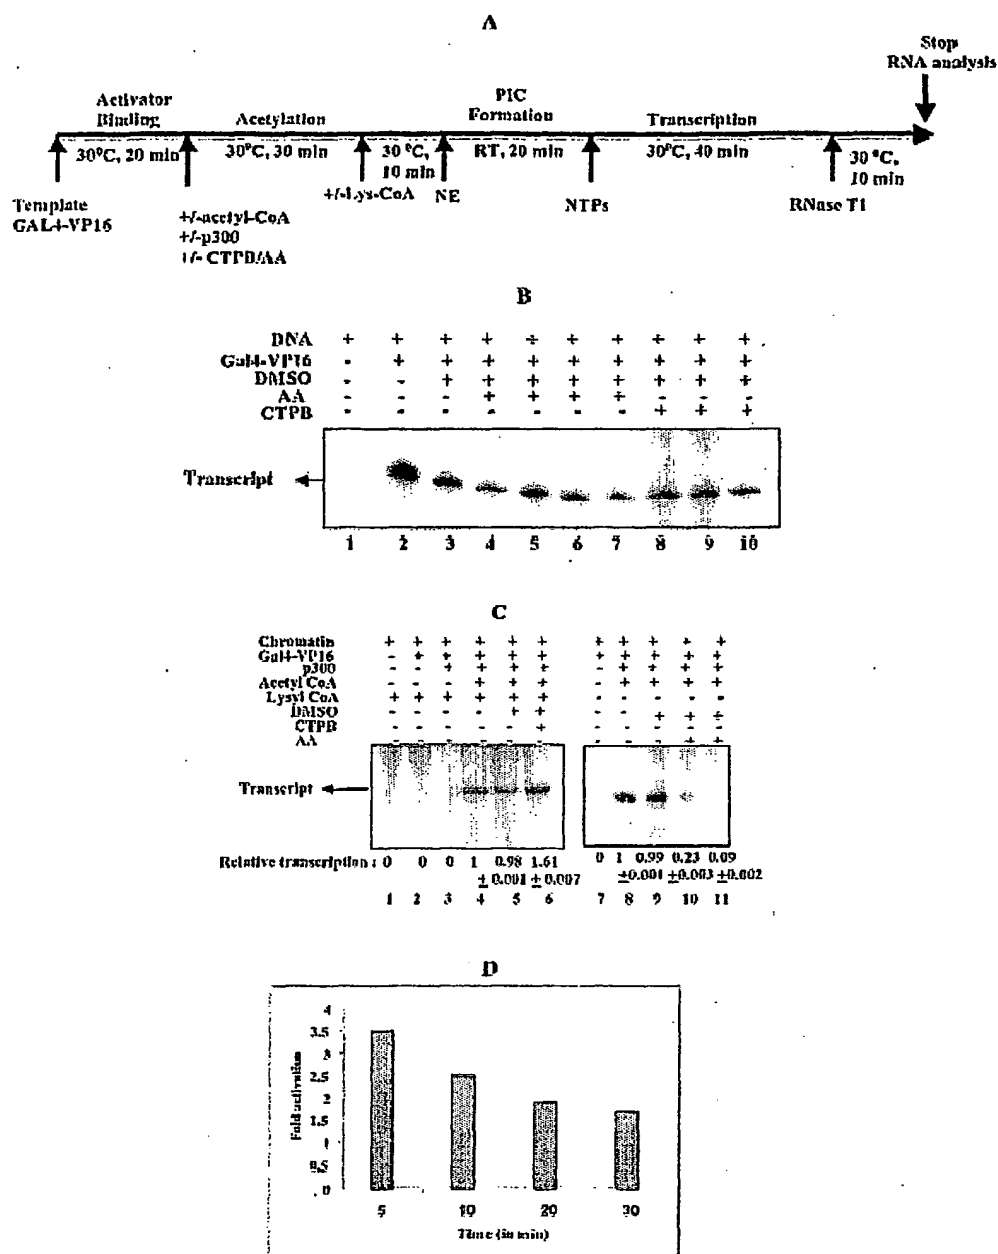 A
Stop
RNA analysis
Activator
Binding
Acetylation
PIC
Formation
Transcription
30⁰C, 20 min
30⁰C, 30 min
30 ⁰C,
10 min
RT, 20 min
30⁰C, 40 min
30 ⁰C,
10 min
Template
GAL4-VP16
+/-acetyl-CoA
+/-p300
+/- CTPB/AA
+/-Lys-CoA
NE
NTPs
RNase T1
B
DNA + + + + + + + + + +
Gal4-VP16 - + + + + + + + + +
DMSO - - + + + + + + + +
AA - - - + + + + - - -
CTPB - - - - - - - + + +
Transcript
1 2 3 4 5 6 7 8 9 10
C
Chromatin + + + + + + + + + + +
Gal4-VP16 - + + + + + + + + + +
p300 - - + + + + - + + + +
Acetyl CoA - - - + + + - + + + +
Lysyl CoA + + + + + + - - - - -
DMSO - - - - + + - - + + +
CTPB - - - - - +
AA - - - - - - - - - + +
Transcript
Relative transcription : 0 0 0 1 0.98 1.61 0 1 0.99 0.23 0.09
± 0.001 ± 0.007 ±0.001 ±0.003 ±0.002
1 2 3 4 5 6 7 8 9 10 11
D
Fold activation
4
3.5
3
2.5
2
1.5
1
0.5
0
5 10 20 30
Time (in min)